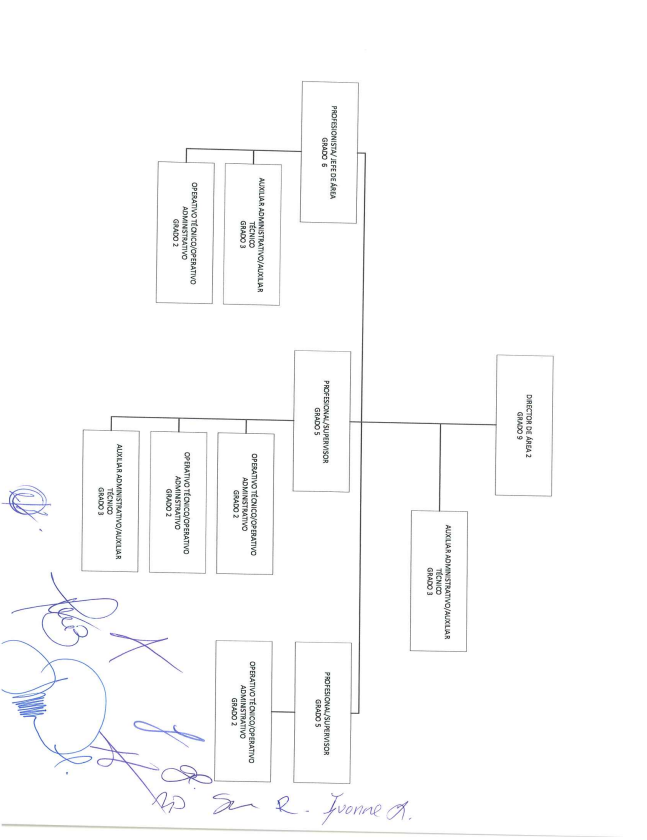 DIRECTOR DE ÁREA 2
GRADO 9
AUXILIAR ADMINISTRATIVO/AUXILIAR
TÉCNICO
GRADO 3
PROFESIONISTA/ JEFE DE ÁREA
GRADO 6
AUXILIAR ADMINISTRATIVO/AUXILIAR
TÉCNICO
GRADO 3
OPERATIVO TÉCNICO/OPERATIVO
ADMINISTRATIVO
GRADO 2
PROFESIONAL/SUPERVISOR
GRADO 5
OPERATIVO TÉCNICO/OPERATIVO
ADMINISTRATIVO
GRADO 2
OPERATIVO TÉCNICO/OPERATIVO
ADMINISTRATIVO
GRADO 2
AUXILIAR ADMINISTRATIVO/AUXILIAR
TÉCNICO
GRADO 3
PROFESIONAL/SUPERVISOR
GRADO 5
OPERATIVO TÉCNICO/OPERATIVO
ADMINISTRATIVO
GRADO 2
R. Ivonne A.